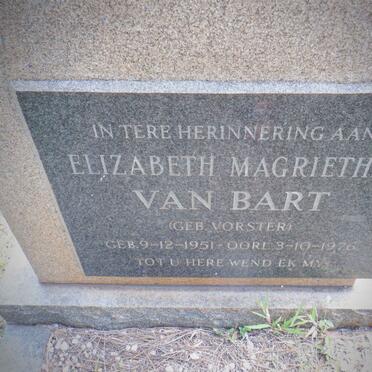 IN TERE HERINNERING AAN
ELIZABETH MAGRIETH
VAN BART
(GEB. VORSTER)
GEB. 9-12-1951 - OORL. 3-10-1976
TOT U HERE WEND EK MY